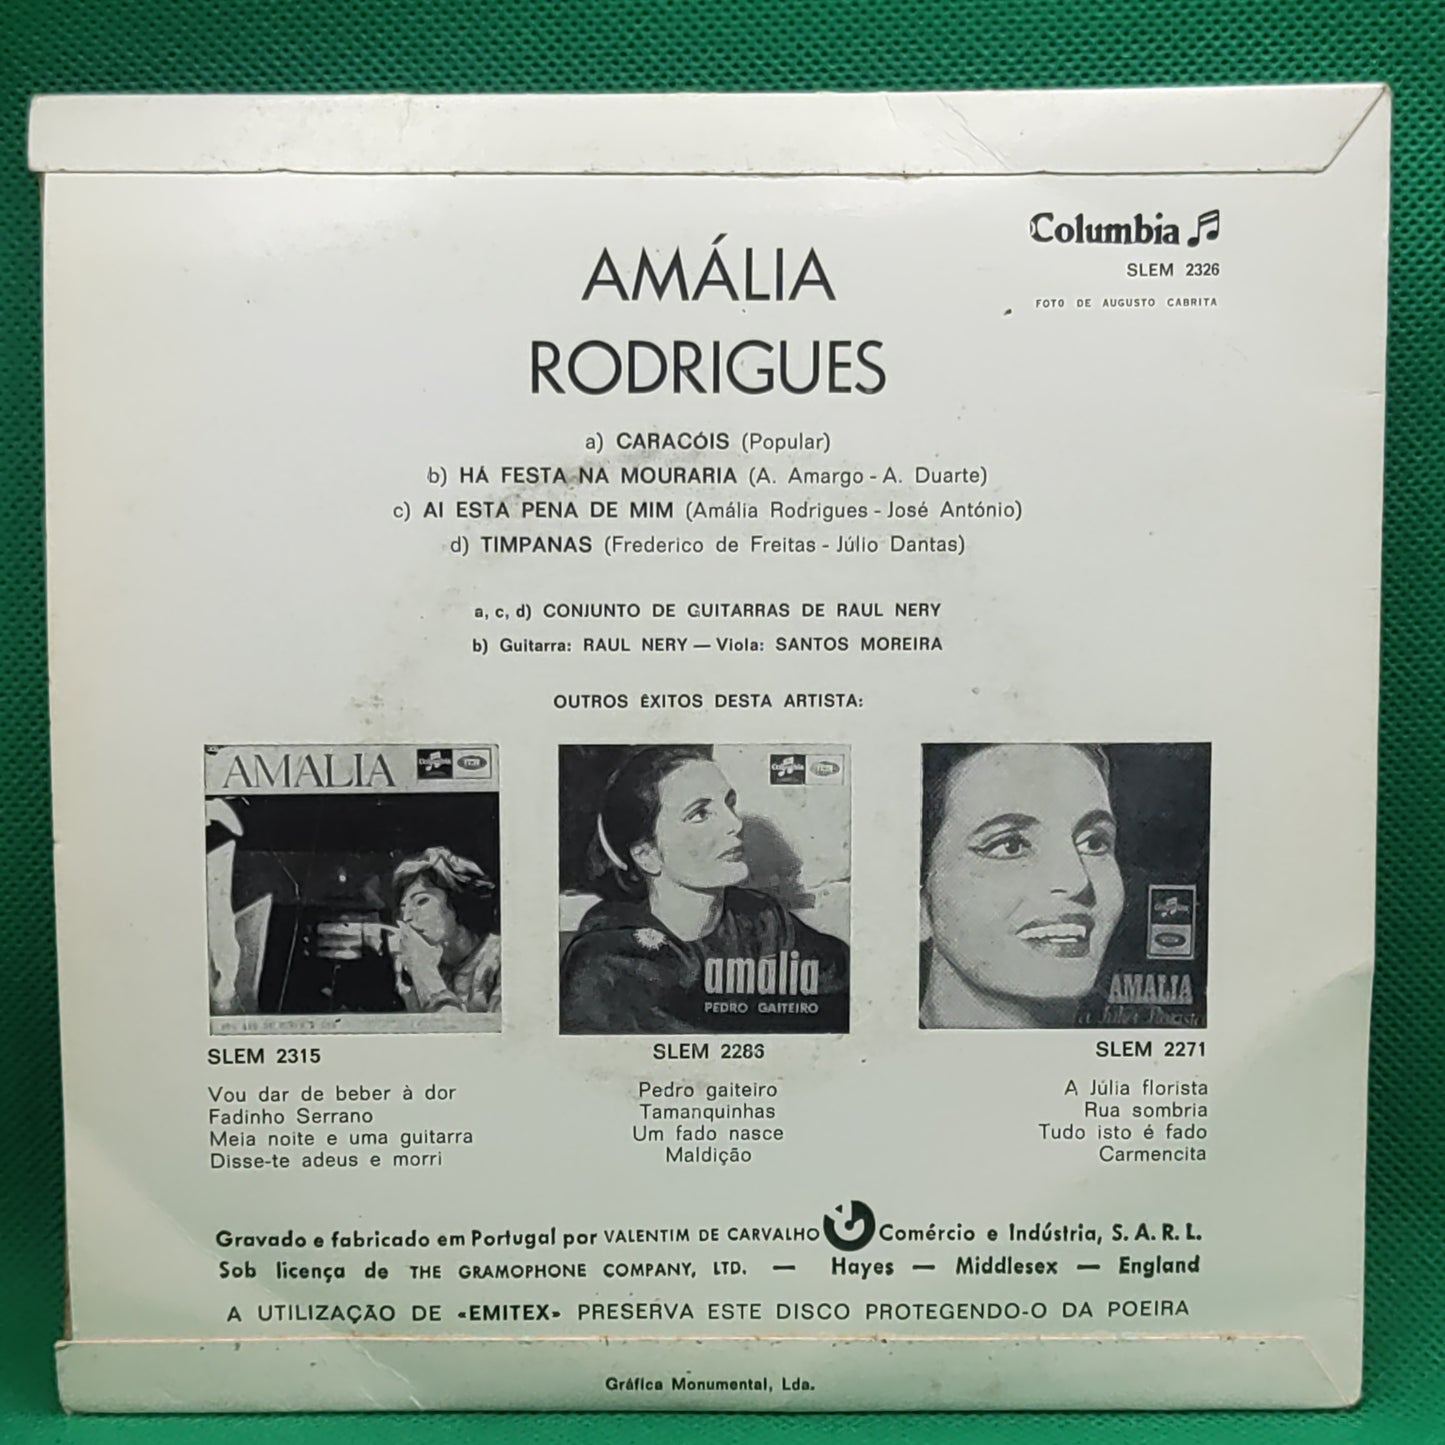 Columbia
SLEM 2326
FOTO DE AUGUSTO CABRITA
AMÁLIA
RODRIGUES
a) CARACÓIS (Popular)
b) HÁ FESTA NA MOURARIA (A. Amargo - A. Duarte)
c) AI ESTA PENA DE MIM (Amália Rodrigues - José António)
d) TIMPANAS (Frederico de Freitas - Júlio Dantas)
a, c, d) CONJUNTO DE GUITARRAS DE RAUL NERY
b) Guitarra: RAUL NERY — Viola: SANTOS MOREIRA
OUTROS ÊXITOS DESTA ARTISTA:
AMALIA
Columbia
SLEM 2315
Vou dar de beber à dor
Fadinho Serrano
Meia noite e uma guitarra
Disse-te adeus e morri
Columbia
amália
PEDRO GAITEIRO
SLEM 2286
Pedro gaiteiro
Tamanquinhas
Um fado nasce
Maldição
AMALIA
SLEM 2271
A Júlia florista
Rua sombria
Tudo isto é fado
Carmencita
Gravado e fabricado em Portugal por VALENTIM DE CARVALHO Comércio e Indústria, S. A. R. L.
Sob licença de THE GRAMOPHONE COMPANY, LTD. — Hayes — Middlesex — England
A UTILIZAÇÃO DE «EMITEX» PRESERVA ESTE DISCO PROTEGENDO-O DA POEIRA
Gráfica Monumental, Lda.